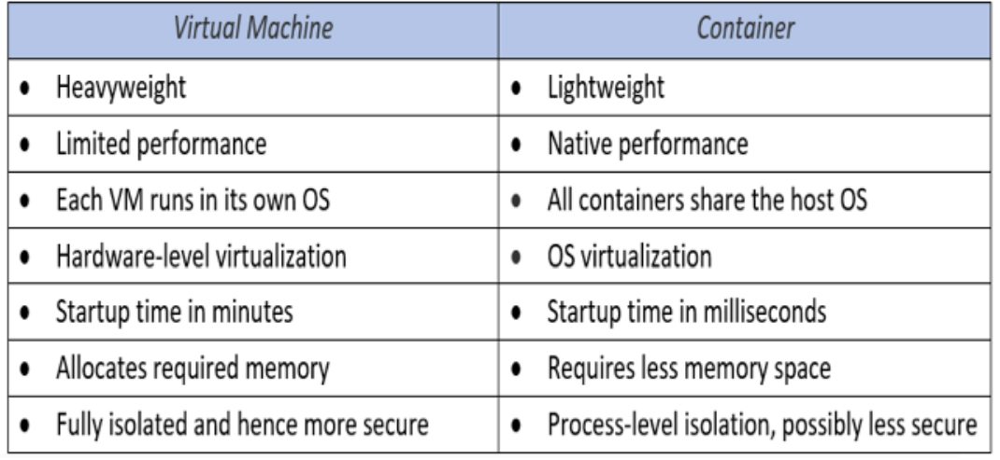 Virtual Machine Container
• Heavyweight • Lightweight
• Limited performance • Native performance
• Each VM runs in its own OS • All containers share the host OS
• Hardware-level virtualization • OS virtualization
• Startup time in minutes • Startup time in milliseconds
• Allocates required memory • Requires less memory space
• Fully isolated and hence more secure • Process-level isolation, possibly less secure